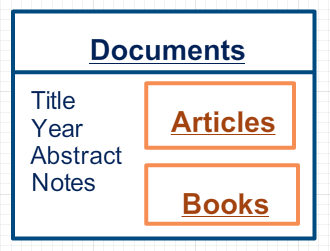 Documents
Title
Year
Abstract
Notes
Articles
Books